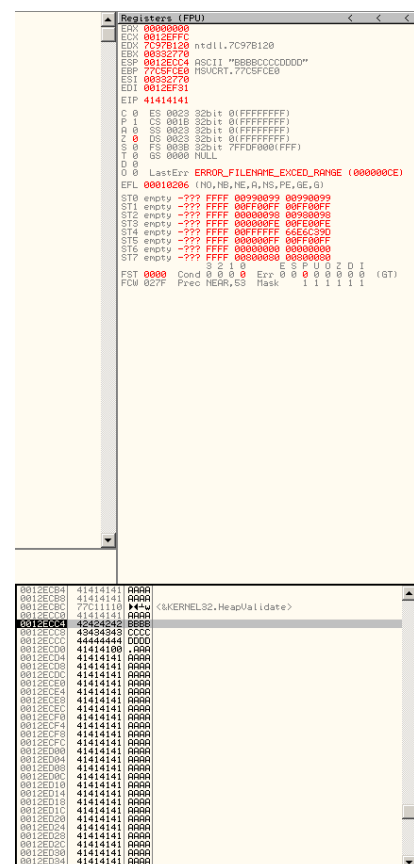 Registers (FPU) < < <
EAX 00000000
ECX 0012EFFC
EDX 7C97B120 ntdll.7C97B120
EBX 00332770
ESP 0012ECC4 ASCII "BBBBCCCCDDDD"
EBP 77C5FCE0 MSVCRT.77C5FCE0
ESI 00332770
EDI 0012EF31
EIP 41414141
C 0 ES 0023 32bit 0(FFFFFFFF)
P 1 CS 001B 32bit 0(FFFFFFFF)
A 0 SS 0023 32bit 0(FFFFFFFF)
Z 0 DS 0023 32bit 0(FFFFFFFF)
S 0 FS 003B 32bit 7FFDF000(FFF)
T 0 GS 0000 NULL
D 0
O 0 LastErr ERROR_FILENAME_EXCED_RANGE (000000CE)
EFL 00010206 (NO,NB,NE,A,NS,PE,GE,G)
ST0 empty -??? FFFF 00990099 00990099
ST1 empty -??? FFFF 00FF00FF 00FF00FF
ST2 empty -??? FFFF 00000098 00980098
ST3 empty -??? FFFF 000000FE 00FE00FE
ST4 empty -??? FFFF 00FFFFFF 66E6C39D
ST5 empty -??? FFFF 000000FF 00FF00FF
ST6 empty -??? FFFF 00000000 00000000
ST7 empty -??? FFFF 00800080 00800080
3 2 1 0 E S P U O Z D I
FST 0000 Cond 0 0 0 0 Err 0 0 0 0 0 0 0 0 (GT)
FCW 027F Prec NEAR,53 Mask 1 1 1 1 1 1
0012ECB4 41414141 AAAA
0012ECB8 41414141 AAAA
0012ECBC 77C11110 <&KERNEL32.HeapValidate>
0012ECC0 41414141 AAAA
0012ECC4 42424242 BBBB
0012ECC8 43434343 CCCC
0012ECCC 44444444 DDDD
0012ECD0 41414100 .AAA
0012ECD4 41414141 AAAA
0012ECD8 41414141 AAAA
0012ECDC 41414141 AAAA
0012ECE0 41414141 AAAA
0012ECE4 41414141 AAAA
0012ECE8 41414141 AAAA
0012ECEC 41414141 AAAA
0012ECF0 41414141 AAAA
0012ECF4 41414141 AAAA
0012ECF8 41414141 AAAA
0012ECFC 41414141 AAAA
0012ED00 41414141 AAAA
0012ED04 41414141 AAAA
0012ED08 41414141 AAAA
0012ED0C 41414141 AAAA
0012ED10 41414141 AAAA
0012ED14 41414141 AAAA
0012ED18 41414141 AAAA
0012ED1C 41414141 AAAA
0012ED20 41414141 AAAA
0012ED24 41414141 AAAA
0012ED28 41414141 AAAA
0012ED2C 41414141 AAAA
0012ED30 41414141 AAAA
0012ED34 41414141 AAAA